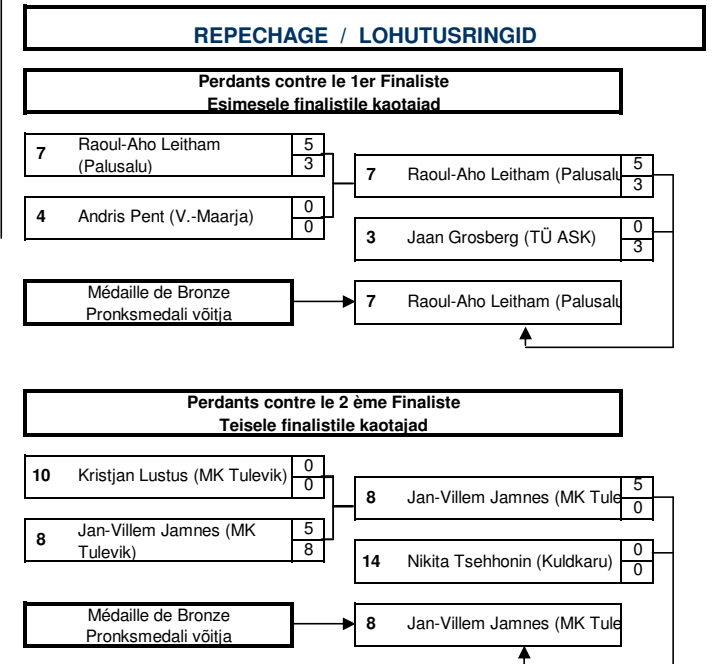 REPECHAGE / LOHUTUSRINGID
Perdants contre le 1er Finaliste
Esimesele finalistile kaotajad
7 Raoul-Aho Leitham 5
(Palusalu) 3
7 Raoul-Aho Leitham (Palusalu 5
3
4 Andris Pent (V.-Maarja) 0
0
3 Jaan Grosberg (TÜ ASK) 0
3
Médaille de Bronze
Pronksmedali võitja
7 Raoul-Aho Leitham (Palusalu
Perdants contre le 2 ème Finaliste
Teisele finalistile kaotajad
10 Kristjan Lustus (MK Tulevik) 0
0
8 Jan-Villem Jamnes (MK Tule 5
0
8 Jan-Villem Jamnes (MK 5
Tulevik) 8
14 Nikita Tsehhonin (Kuldkaru) 0
0
Médaille de Bronze
Pronksmedali võitja
8 Jan-Villem Jamnes (MK Tule